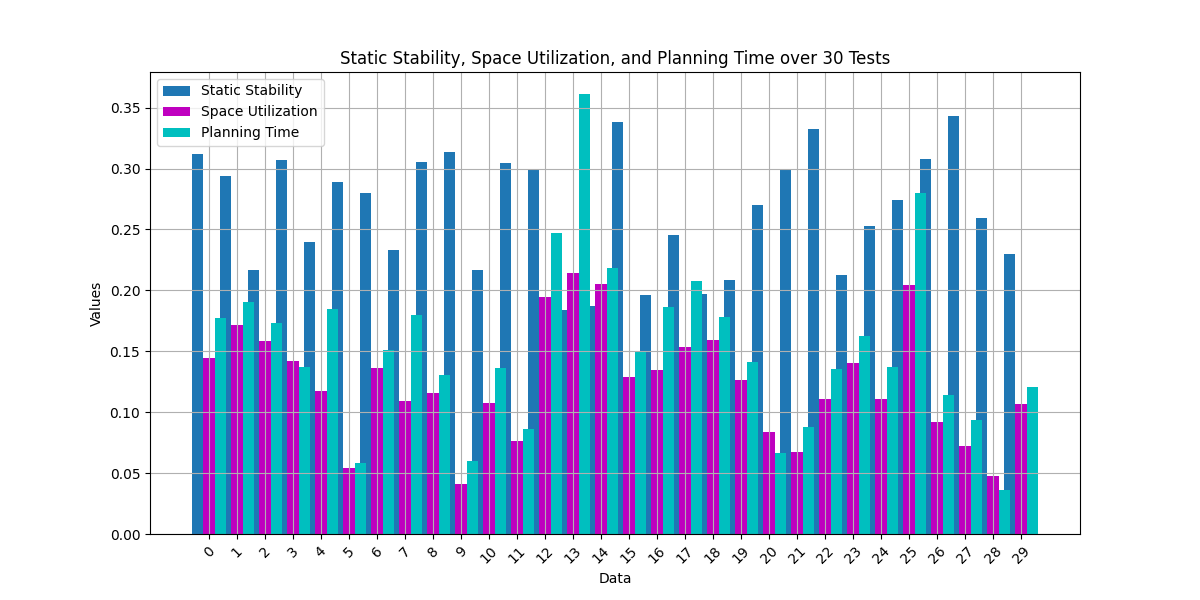 Static Stability, Space Utilization, and Planning Time over 30 Tests
Static Stability
Space Utilization
Planning Time
Values
0.35
0.30
0.25
0.20
0.15
0.10
0.05
0.00
0 1 2 3 4 5 6 7 8 9 10 11 12 13 14 15 16 17 18 19 20 21 22 23 24 25 26 27 28 29
Data